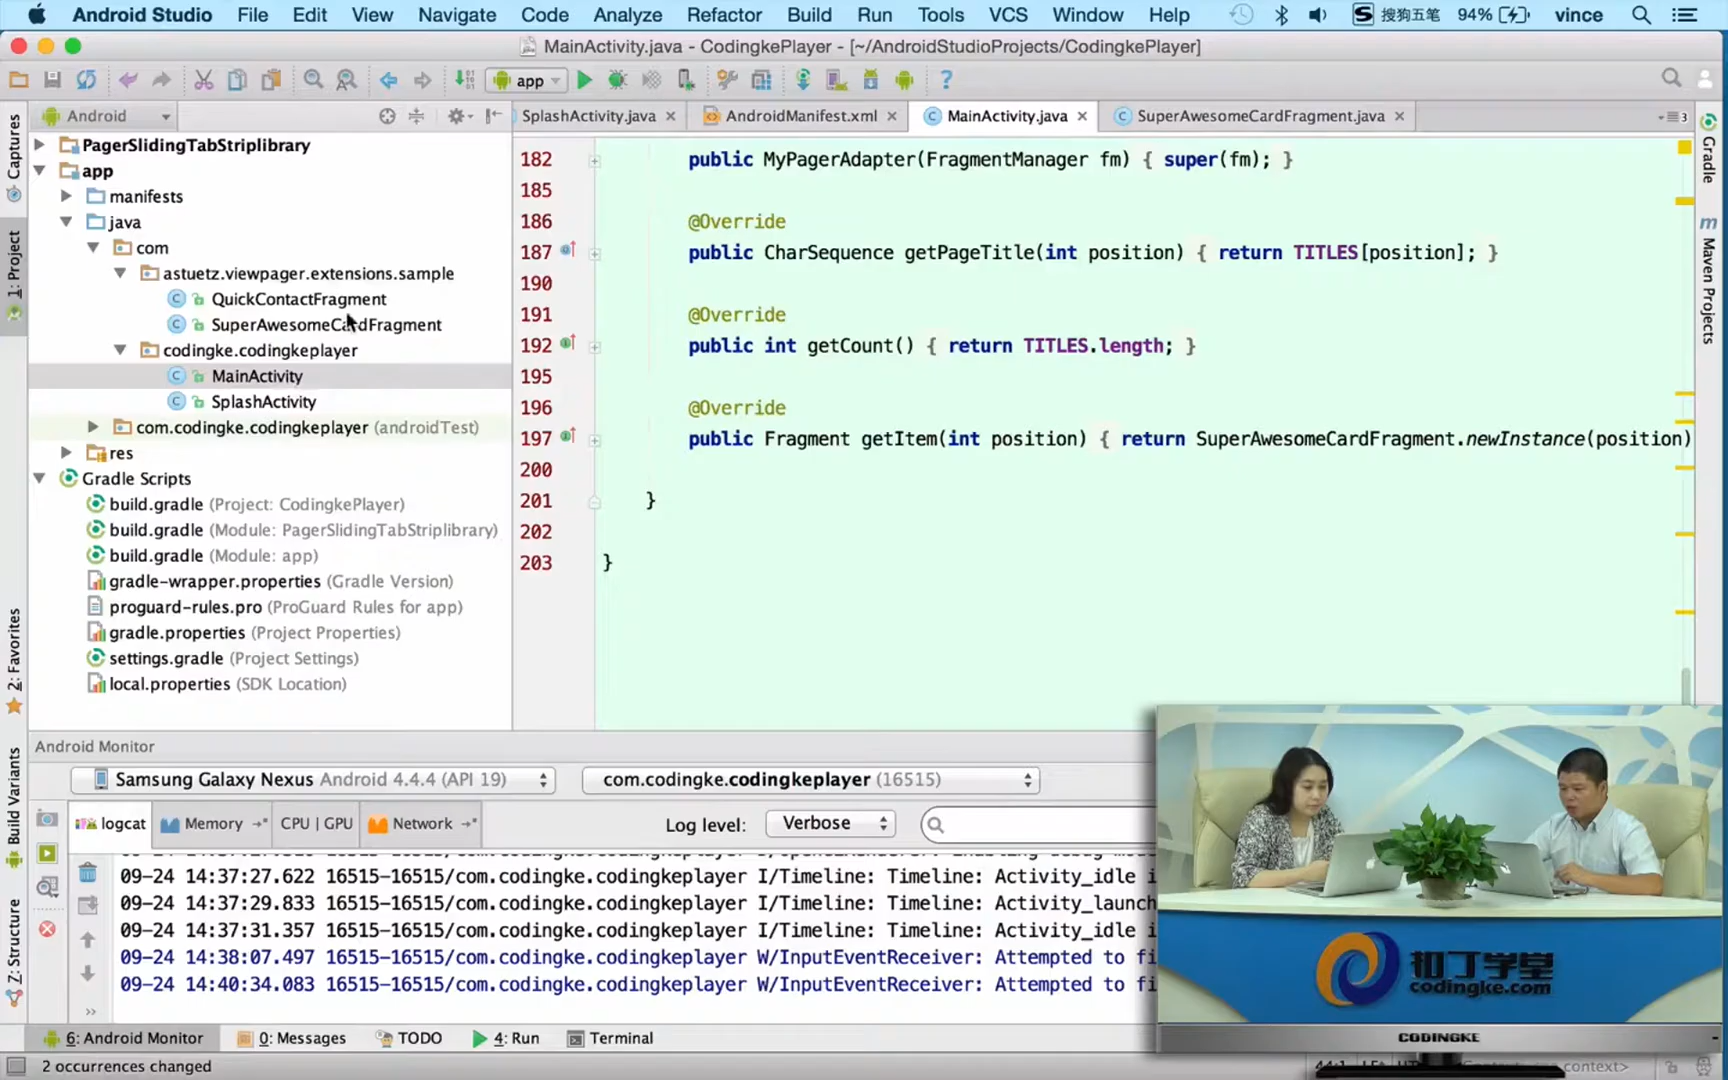 Android Studio File Edit View Navigate Code Analyze Refactor Build Run Tools VCS Window Help S 搜狗五笔 94% vince
MainActivity.java - CodingkePlayer - [~/AndroidStudioProjects/CodingkePlayer]
app ?
Android
SplashActivity.java AndroidManifest.xml MainActivity.java SuperAwesomeCardFragment.java 3
Captures
1: Project
2: Favorites
Build Variants
Z: Structure
PagerSlidingTabStriplibrary
app
manifests
java
com
astuetz.viewpager.extensions.sample
QuickContactFragment
SuperAwesomeCardFragment
codingke.codingkeplayer
MainActivity
SplashActivity
com.codingke.codingkeplayer (androidTest)
res
Gradle Scripts
build.gradle (Project: CodingkePlayer)
build.gradle (Module: PagerSlidingTabStriplibrary)
build.gradle (Module: app)
gradle-wrapper.properties (Gradle Version)
proguard-rules.pro (ProGuard Rules for app)
gradle.properties (Project Properties)
settings.gradle (Project Settings)
local.properties (SDK Location)
182 public MyPagerAdapter(FragmentManager fm) { super(fm); }
185
186 @Override
187 public CharSequence getPageTitle(int position) { return TITLES[position]; }
190
191 @Override
192 public int getCount() { return TITLES.length; }
195
196 @Override
197 public Fragment getItem(int position) { return SuperAwesomeCardFragment.newInstance(position)
200
201 }
202
203 }
Gradle
m Maven Projects
Android Monitor
Samsung Galaxy Nexus Android 4.4.4 (API 19) com.codingke.codingkeplayer (16515)
logcat Memory CPU | GPU Network Log level: Verbose
09-24 14:37:27.622 16515-16515/com.codingke.codingkeplayer I/Timeline: Timeline: Activity_idle i
09-24 14:37:29.833 16515-16515/com.codingke.codingkeplayer I/Timeline: Timeline: Activity_launch
09-24 14:37:31.357 16515-16515/com.codingke.codingkeplayer I/Timeline: Timeline: Activity_idle i
09-24 14:38:07.497 16515-16515/com.codingke.codingkeplayer W/InputEventReceiver: Attempted to fi
09-24 14:40:34.083 16515-16515/com.codingke.codingkeplayer W/InputEventReceiver: Attempted to fi
扣丁学堂
codingke.com
CODINGKE
6: Android Monitor 0: Messages TODO 4: Run Terminal
2 occurrences changed